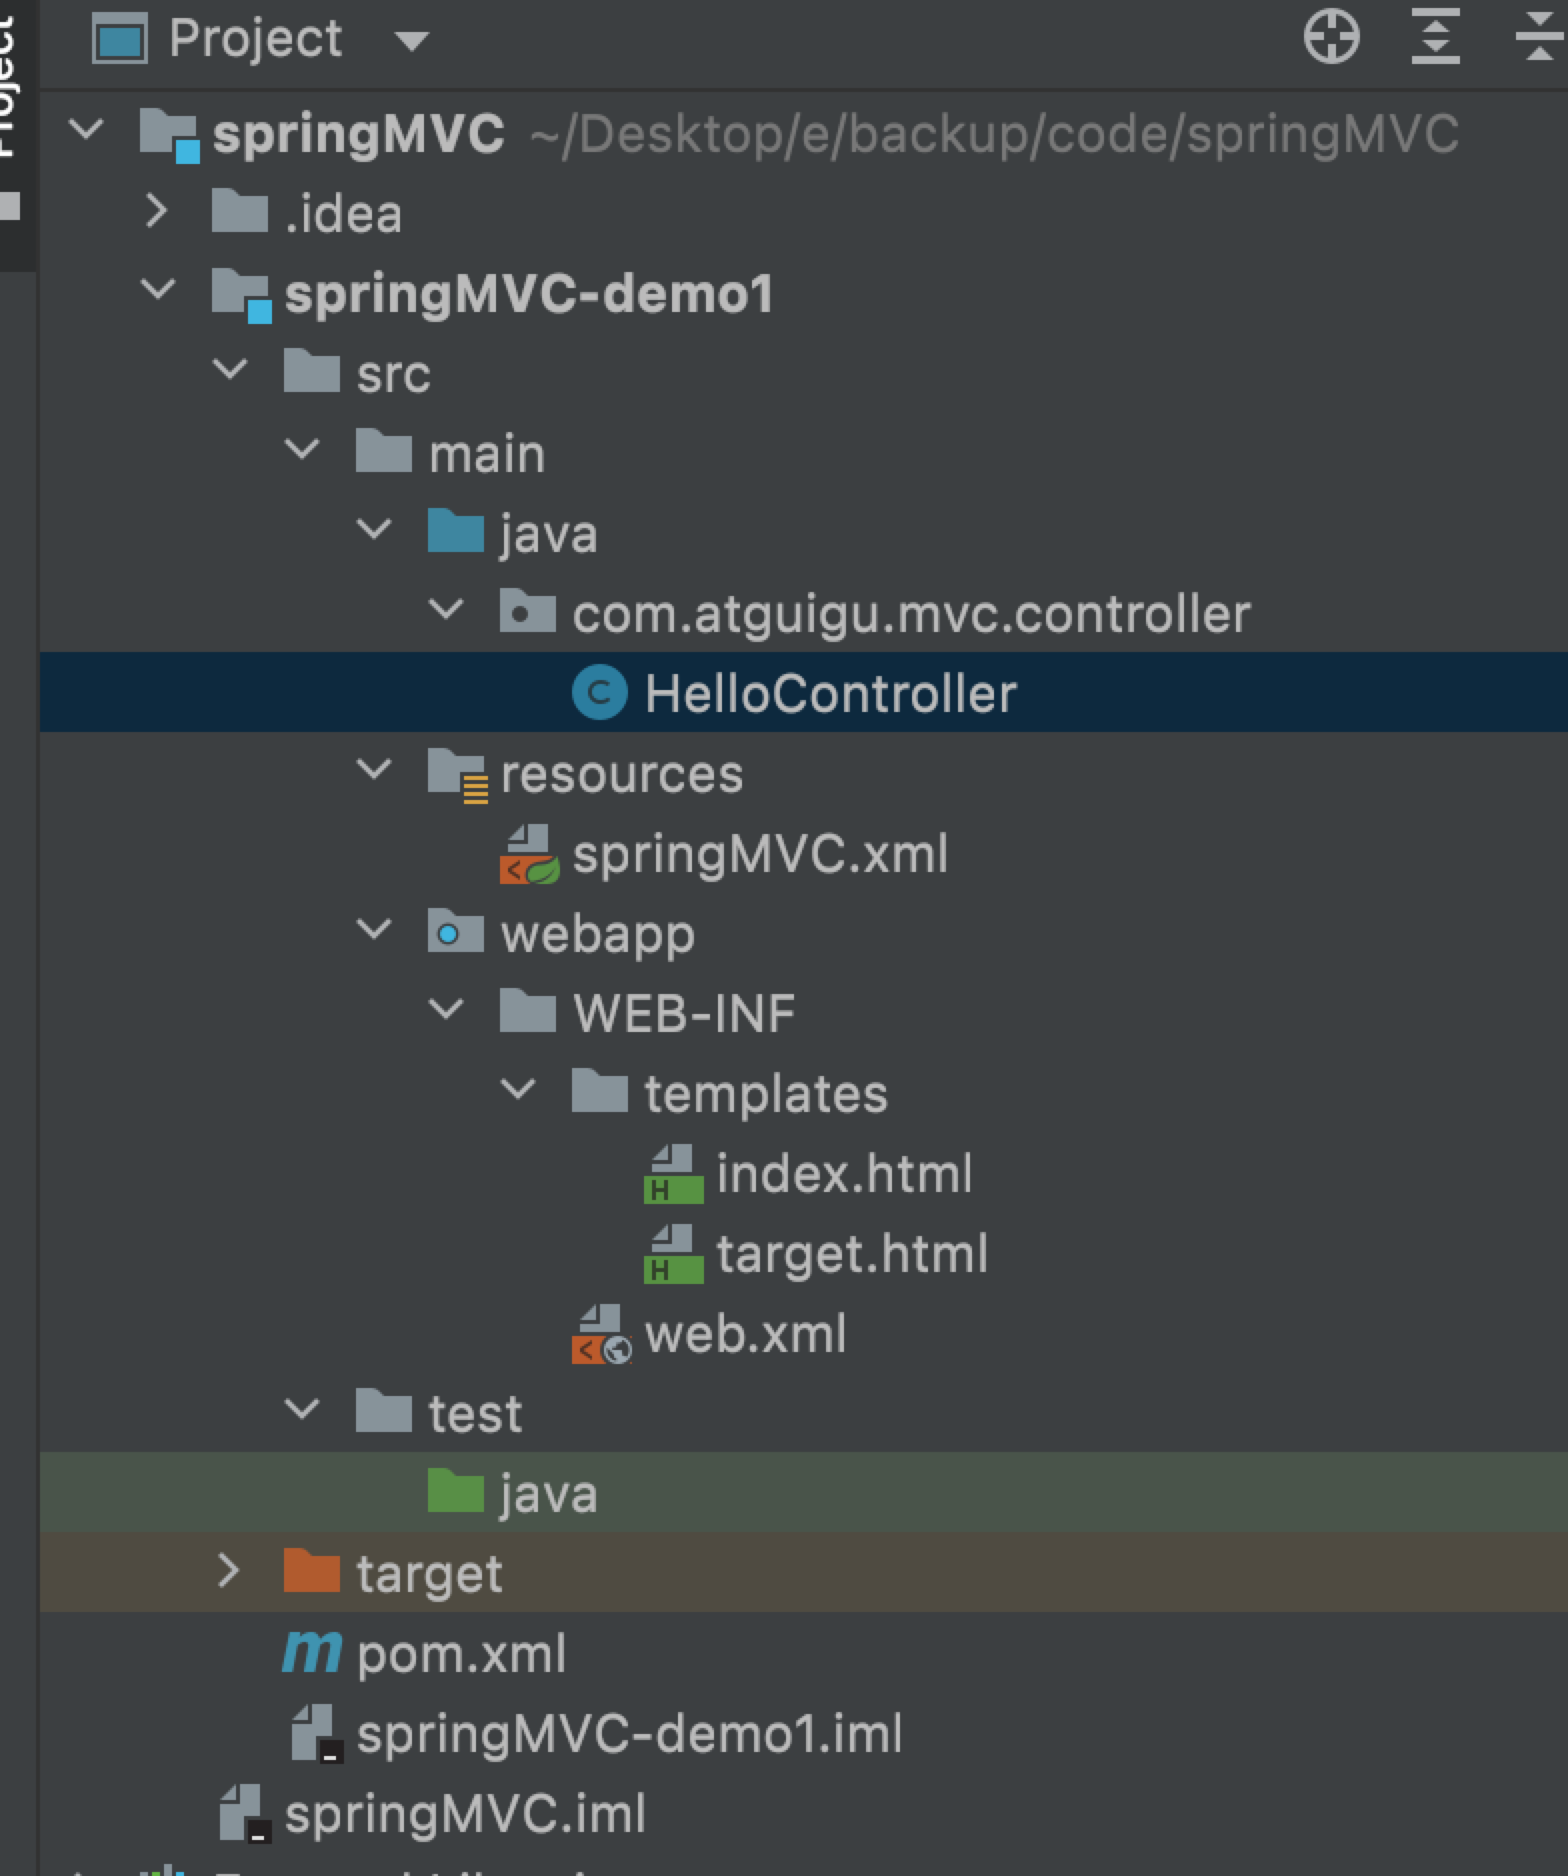 Project
Project
springMVC ~/Desktop/e/backup/code/springMVC
.idea
springMVC-demo1
src
main
java
com.atguigu.mvc.controller
C HelloController
resources
springMVC.xml
webapp
WEB-INF
templates
H index.html
H target.html
web.xml
test
java
target
m pom.xml
springMVC-demo1.iml
springMVC.iml